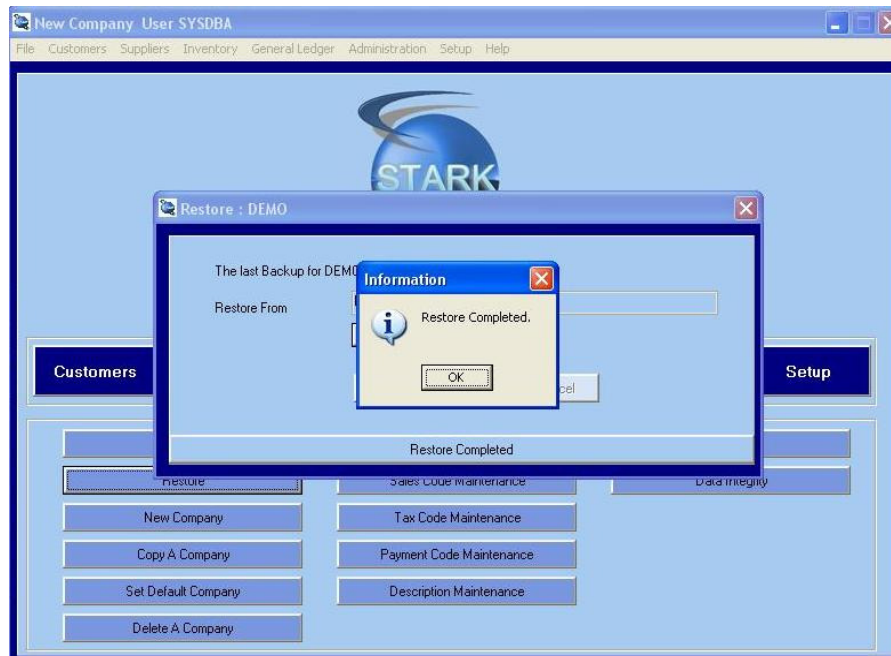 New Company User SYSDBA
File Customers Suppliers Inventory General Ledger Administration Setup Help
STARK
Restore : DEMO
The last Backup for DEMO
Information
Restore From
Restore Completed.
OK
Customers
Setup
Restore Completed
Restore
Sales Code Maintenance
Data Integrity
New Company
Tax Code Maintenance
Copy A Company
Payment Code Maintenance
Set Default Company
Description Maintenance
Delete A Company